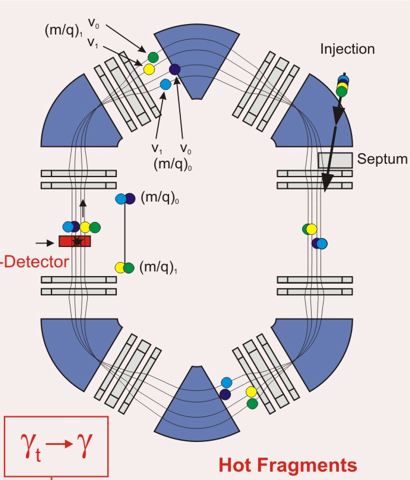 (m/q)₁ v₀
v₁
Injection
v₁ v₀
(m/q)₀
Septum
(m/q)₀
-Detector
(m/q)₁
γt→γ
Hot Fragments